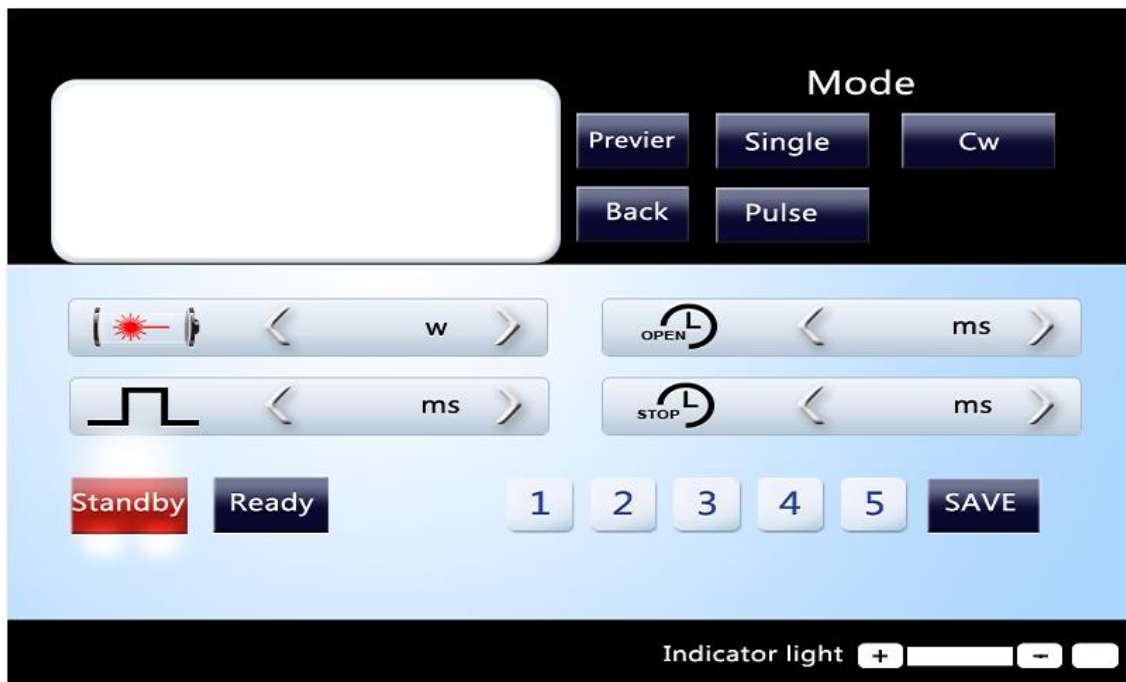 Mode
Previer Single Cw
Back Pulse
w OPEN ms
ms STOP ms
Standby Ready 1 2 3 4 5 SAVE
Indicator light + -